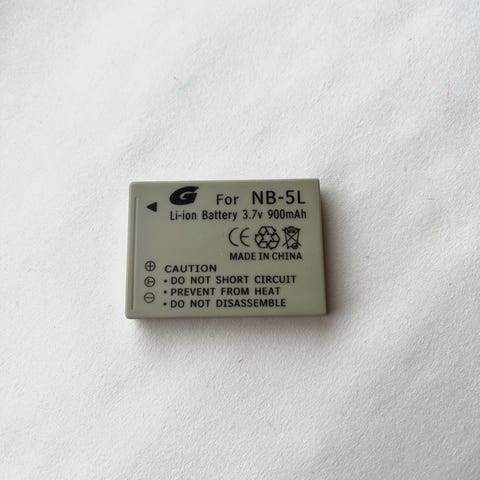 G For NB-5L
Li-ion Battery 3.7v 900mAh
CE
MADE IN CHINA
CAUTION
• DO NOT SHORT CIRCUIT
• PREVENT FROM HEAT
• DO NOT DISASSEMBLE